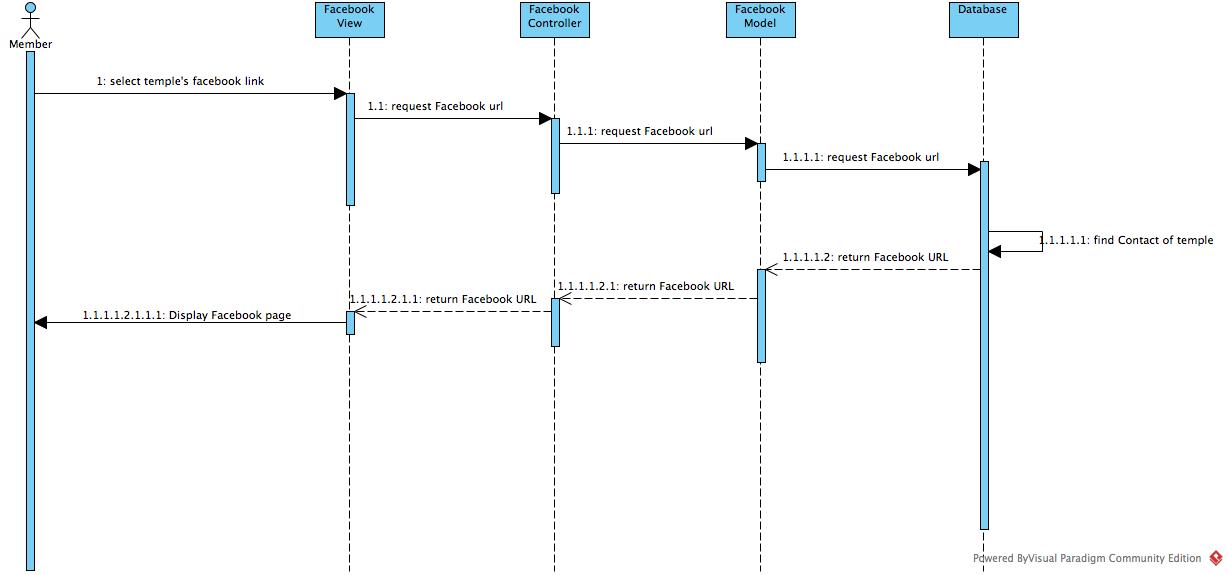 Facebook
View
Facebook
Controller
Facebook
Model
Database
Member
1: select temple's facebook link
1.1: request Facebook url
1.1.1: request Facebook url
1.1.1.1: request Facebook url
1.1.1.1.1: find Contact of temple
1.1.1.1.2: return Facebook URL
1.1.1.1.2.1: return Facebook URL
1.1.1.1.2.1.1: return Facebook URL
1.1.1.1.2.1.1.1: Display Facebook page
Powered ByVisual Paradigm Community Edition